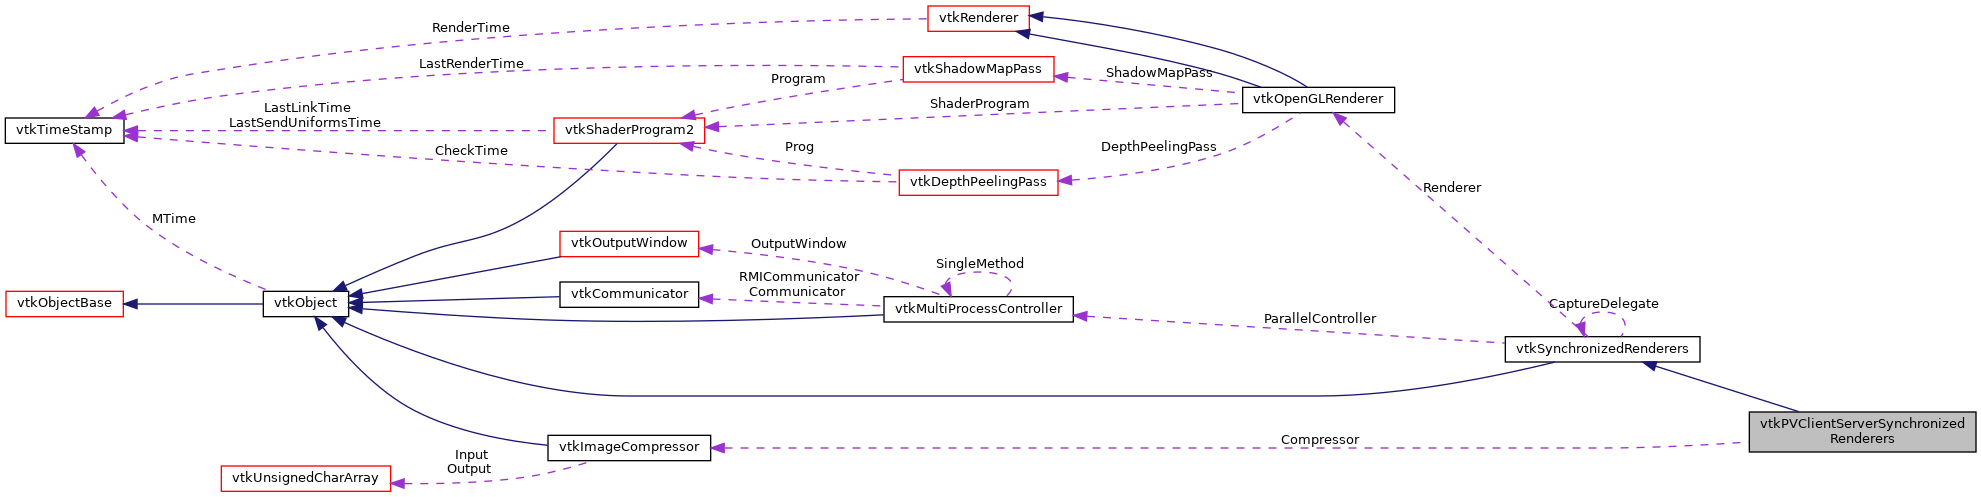 vtkRenderer
RenderTime
LastRenderTime
vtkShadowMapPass
ShadowMapPass
Program
vtkOpenGLRenderer
ShaderProgram
LastLinkTime
LastSendUniformsTime
vtkTimeStamp
vtkShaderProgram2
CheckTime
Prog
DepthPeelingPass
vtkDepthPeelingPass
Renderer
MTime
vtkOutputWindow
OutputWindow
SingleMethod
RMICommunicator
Communicator
vtkObjectBase
vtkObject
vtkCommunicator
vtkMultiProcessController
CaptureDelegate
ParallelController
vtkSynchronizedRenderers
vtkPVClientServerSynchronized
Renderers
Compressor
vtkImageCompressor
Input
Output
vtkUnsignedCharArray